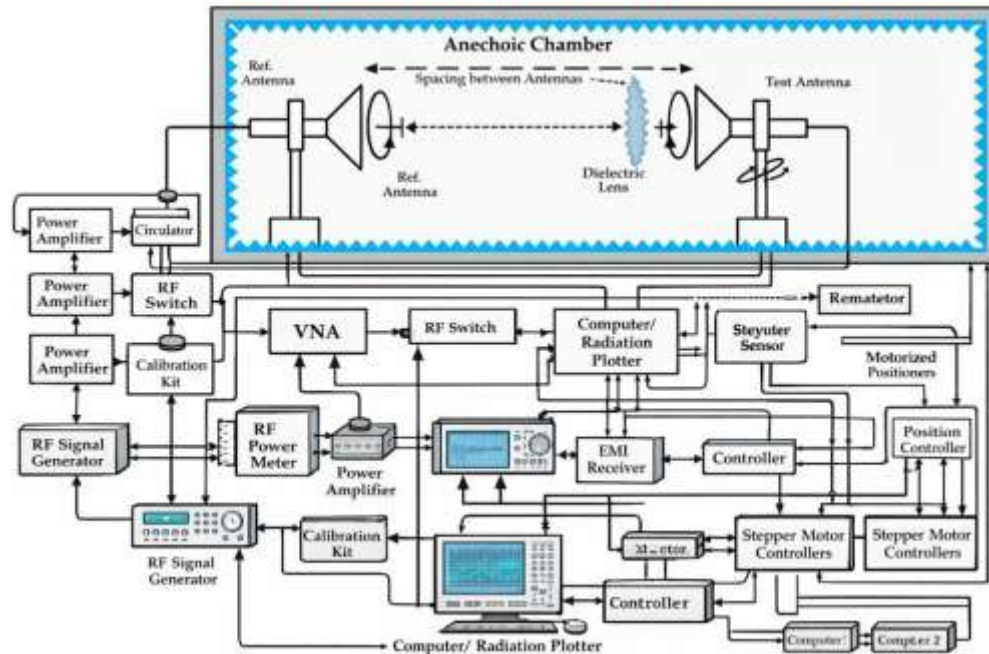 Anechoic Chamber
Ref.
Antenna
Spacing between Antennas
Test Antenna
Ref.
Antenna
Dielectric
Lens
Power
Amplifier
Circulator
Power
Amplifier
RF
Switch
Rematetor
VNA
RF Switch
Computer/
Radiation
Plotter
Steyuter
Sensor
Power
Amplifier
Calibration
Kit
Motorized
Positioners
RF Signal
Generator
RF
Power
Meter
Power
Amplifier
EMI
Receiver
Controller
Position
Controller
RF Signal
Generator
Calibration
Kit
Stepper Motor
Controllers
Stepper Motor
Controllers
Controller
Computer/ Radiation Plotter